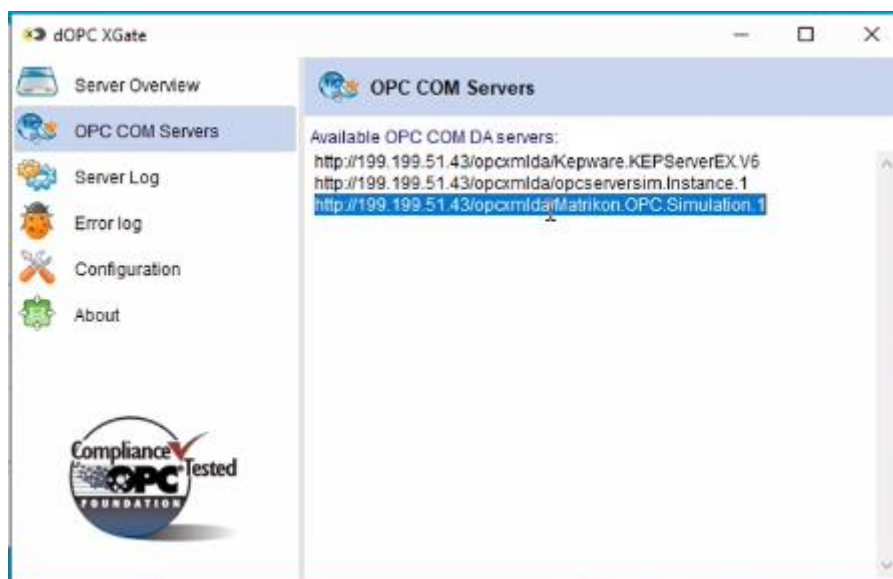 dOPC XGate
Server Overview
OPC COM Servers
Server Log
Error log
Configuration
About
Compliance
OPC Tested
FOUNDATION
OPC COM Servers
Available OPC COM DA servers:
http://199.199.51.43/opcxmlda/Kepware.KEPServerEX.V6
http://199.199.51.43/opcxmlda/opcserversim.Instance.1
http://199.199.51.43/opcxmlda/Matrikon.OPC.Simulation.1